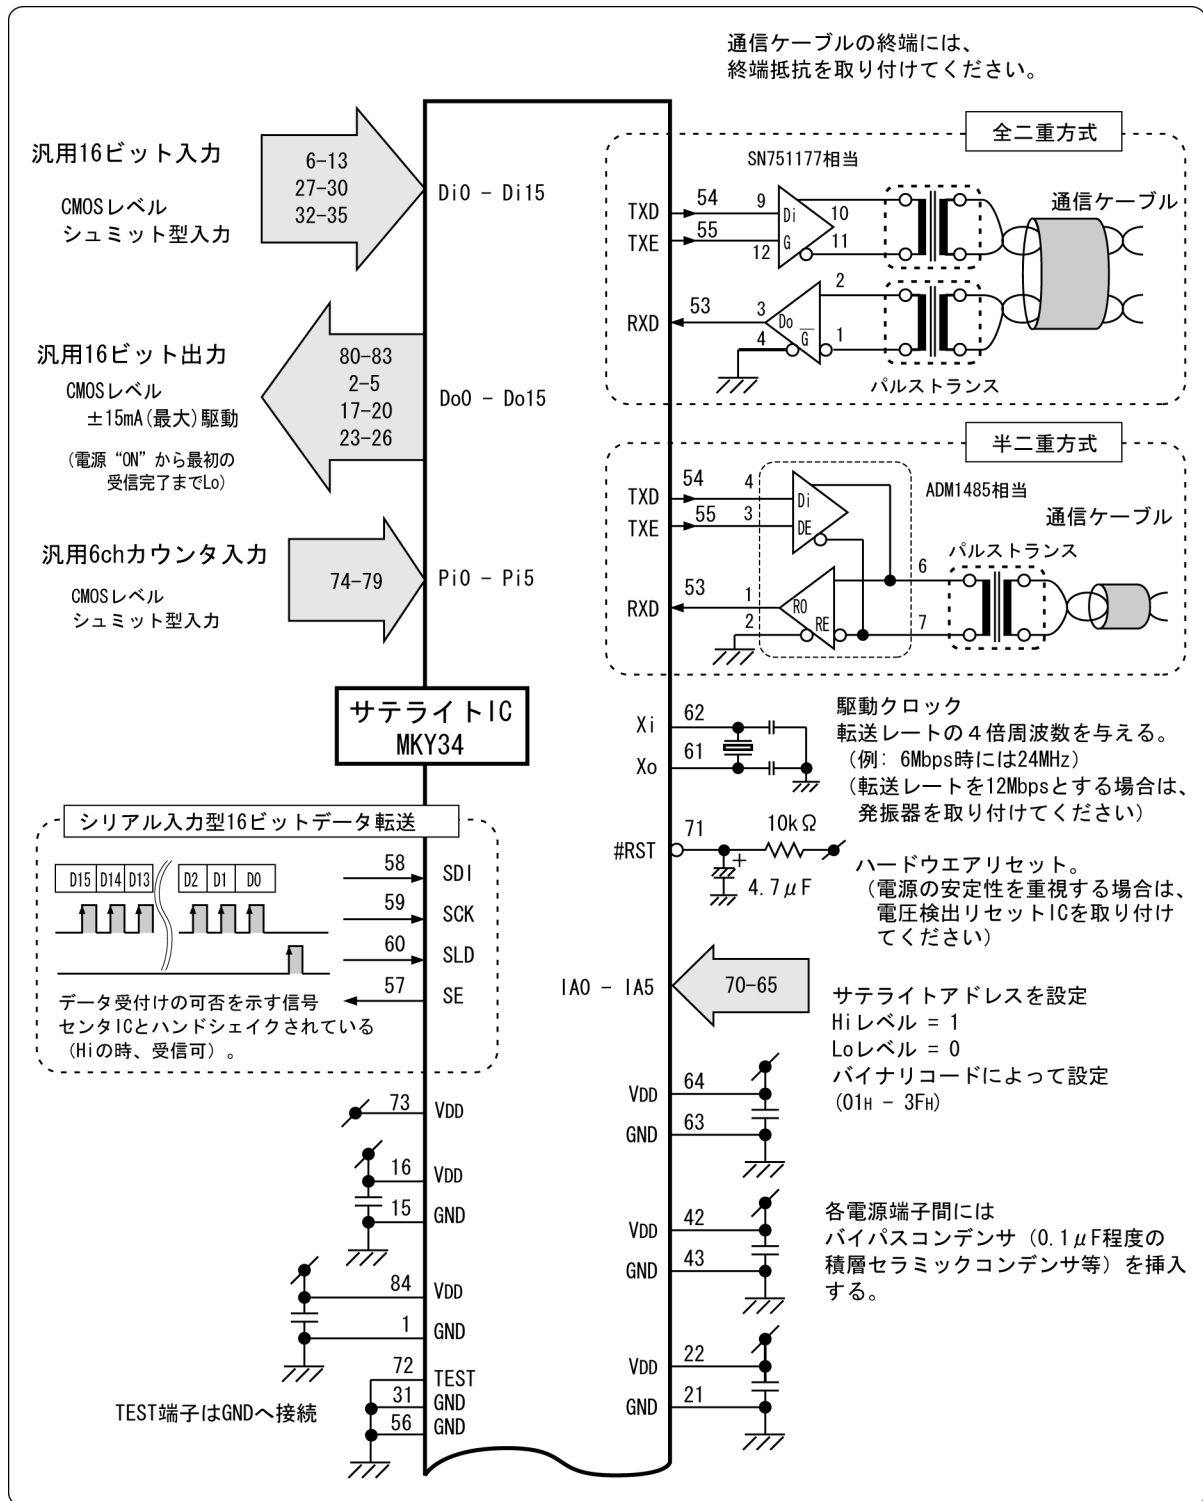 通信ケーブルの終端には、
終端抵抗を取り付けてください。
汎用16ビット入力
CMOSレベル
シュミット型入力
6-13
27-30
32-35
Di0 - Di15
汎用16ビット出力
CMOSレベル
±15mA(最大)駆動
(電源“ON”から最初の
受信完了までLo)
80-83
2-5
17-20
23-26
Do0 - Do15
汎用6chカウンタ入力
CMOSレベル
シュミット型入力
74-79
Pi0 - Pi5
サテライトIC
MKY34
シリアル入力型16ビットデータ転送
D15 D14 D13 D2 D1 D0
58 SDI
59 SCK
60 SLD
57 SE
データ受付けの可否を示す信号
センタICとハンドシェイクされている
(Hiの時、受信可)。
73 VDD
16 VDD
15 GND
84 VDD
1 GND
72 TEST
31 GND
56 GND
TEST端子はGNDへ接続
全二重方式
SN751177相当
通信ケーブル
TXD 54 9 Di 10
TXE 55 12 G 11
RXD 53 3 Do 2
4 G 1
パルストランス
半二重方式
ADM1485相当
通信ケーブル
パルストランス
TXD 54 4 Di
TXE 55 3 DE
6
RXD 53 1 RO
2 RE 7
Xi 62
Xo 61
駆動クロック
転送レートの4倍周波数を与える。
(例: 6Mbps時には24MHz)
(転送レートを12Mbpsとする場合は、
発振器を取り付けてください)
#RST 71 10kΩ
+
4.7μF
ハードウエアリセット。
(電源の安定性を重視する場合は、
電圧検出リセットICを取り付け
てください)
IA0 - IA5 70-65
サテライトアドレスを設定
Hiレベル = 1
Loレベル = 0
バイナリコードによって設定
(01H - 3FH)
VDD 64
GND 63
VDD 42
GND 43
各電源端子間には
バイパスコンデンサ(0.1μF程度の
積層セラミックコンデンサ等)を挿入
する。
VDD 22
GND 21